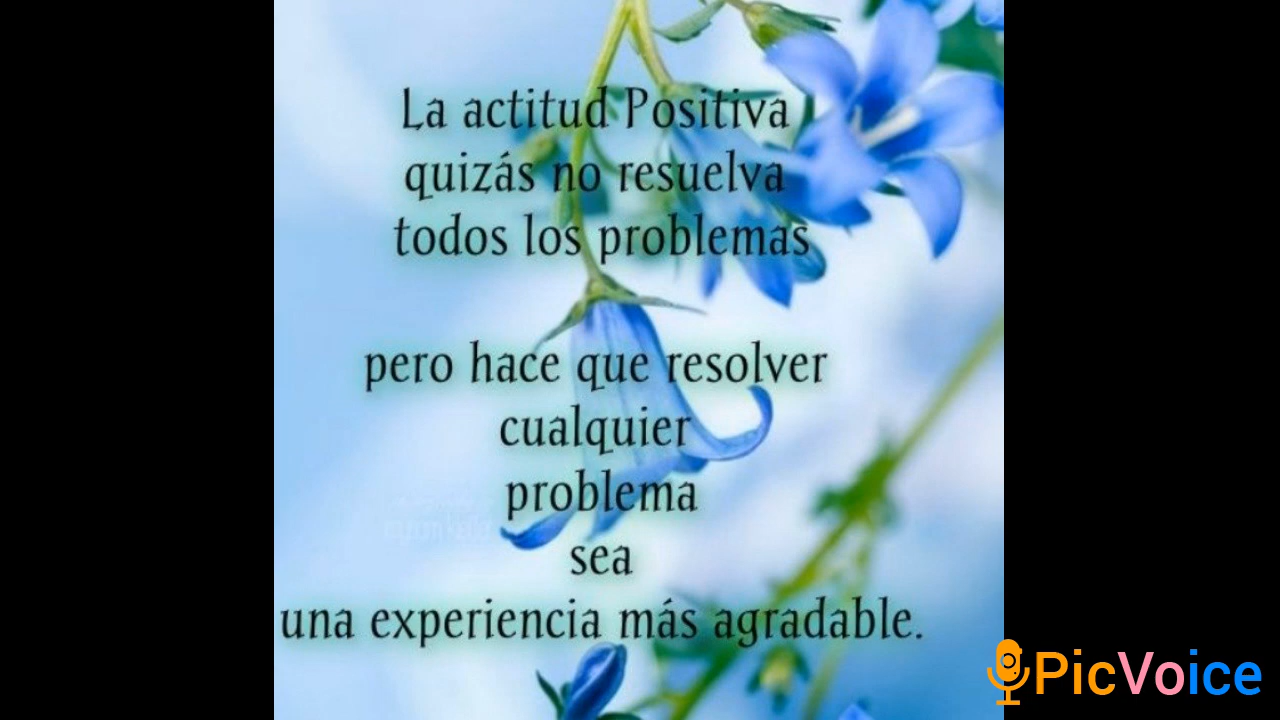 La actitud Positiva
quizás no resuelva
todos los problemas
pero hace que resolver
cualquier
problema
sea
una experiencia más agradable.
PicVoice